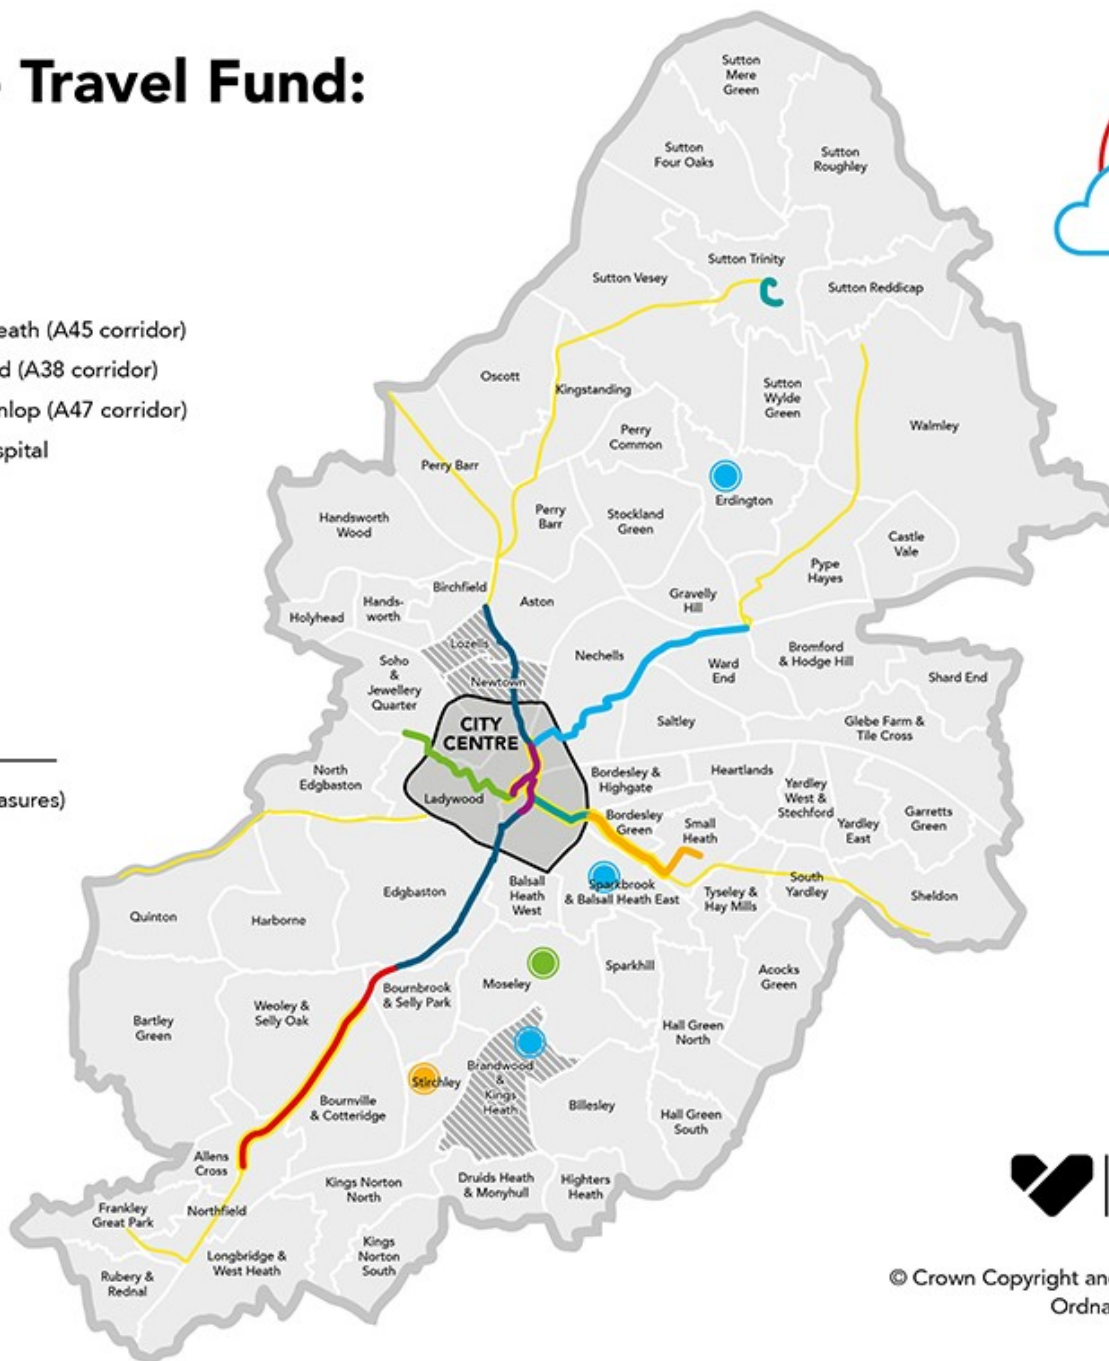 Travel Fund:
eath (A45 corridor)
d (A38 corridor)
nlop (A47 corridor)
spital
asures)
Sutton
Mere
Green
Sutton
Four Oaks
Sutton
Roughley
Sutton Trinity
Sutton Vesey
Sutton Reddicap
Oscott
Kingstanding
Sutton
Wylde
Green
Walmley
Perry
Common
Perry Barr
Erdington
Handsworth
Wood
Perry
Barr
Stockland
Green
Castle
Vale
Pype
Hayes
Birchfield
Aston
Gravelly
Hill
Holyhead
Hands-
worth
Lozells
Nechells
Bromford
& Hodge Hill
Soho
&
Jewellery
Quarter
Newtown
Ward
End
Shard End
CITY
CENTRE
Saltley
Glebe Farm &
Tile Cross
North
Edgbaston
Ladywood
Bordesley &
Highgate
Heartlands
Yardley
West &
Stechford
Bordesley
Green
Small
Heath
Yardley
East
Garretts
Green
Edgbaston
Balsall
Heath
West
Sparkbrook
& Balsall Heath East
Tyseley &
Hay Mills
South
Yardley
Sheldon
Quinton
Harborne
Moseley
Sparkhill
Acocks
Green
Bournbrook
& Selly Park
Weoley &
Selly Oak
Bartley
Green
Hall Green
North
Stirchley
Brandwood
&
Kings
Heath
Bournville
& Cotteridge
Billesley
Hall Green
South
Allens
Cross
Kings Norton
North
Druids Heath
& Monyhull
Highters
Heath
Frankley
Great Park
Northfield
Longbridge &
West Heath
Kings
Norton
South
Rubery &
Rednal
© Crown Copyright an
Ordna